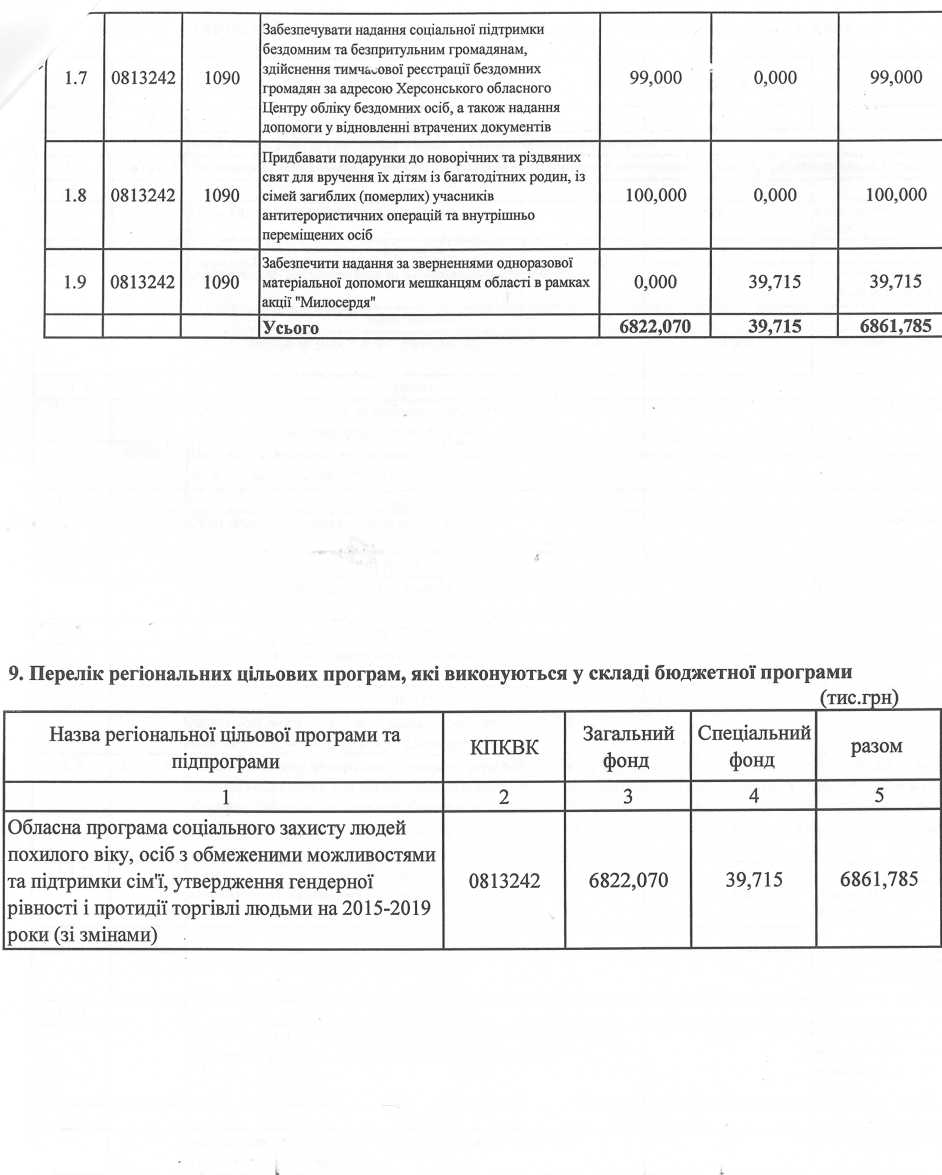 Забезпечувати надання соціальної підтримки
бездомним та безпритульним громадянам,
здійснення тимчасової реєстрації бездомних
1.7 0813242 1090 громадян за адресою Херсонського обласного 99,000 0,000 99,000
Центру обліку бездомних осіб, а також надання
допомоги у відновленні втрачених документів
Придбавати подарунки до новорічних та різдвяних
свят для вручення їх дітям із багатодітних родин, із
1.8 0813242 1090 сімей загиблих (померлих) учасників 100,000 0,000 100,000
антитерористичних операцій та внутрішньо
переміщених осіб
Забезпечити надання за зверненнями одноразової
1.9 0813242 1090 матеріальної допомоги мешканцям області в рамках 0,000 39,715 39,715
акції "Милосердя"
Усього 6822,070 39,715 6861,785
9. Перелік регіональних цільових програм, які виконуються у складі бюджетної програми
(тис.грн)
Назва регіональної цільової програми та
підпрограми
КПКВК
Загальний
фонд
Спеціальний
фонд
разом
1 2 3 4 5
Обласна програма соціального захисту людей
похилого віку, осіб з обмеженими можливостями
та підтримки сім'ї, утвердження гендерної 0813242 6822,070 39,715 6861,785
рівності і протидії торгівлі людьми на 2015-2019
роки (зі змінами)